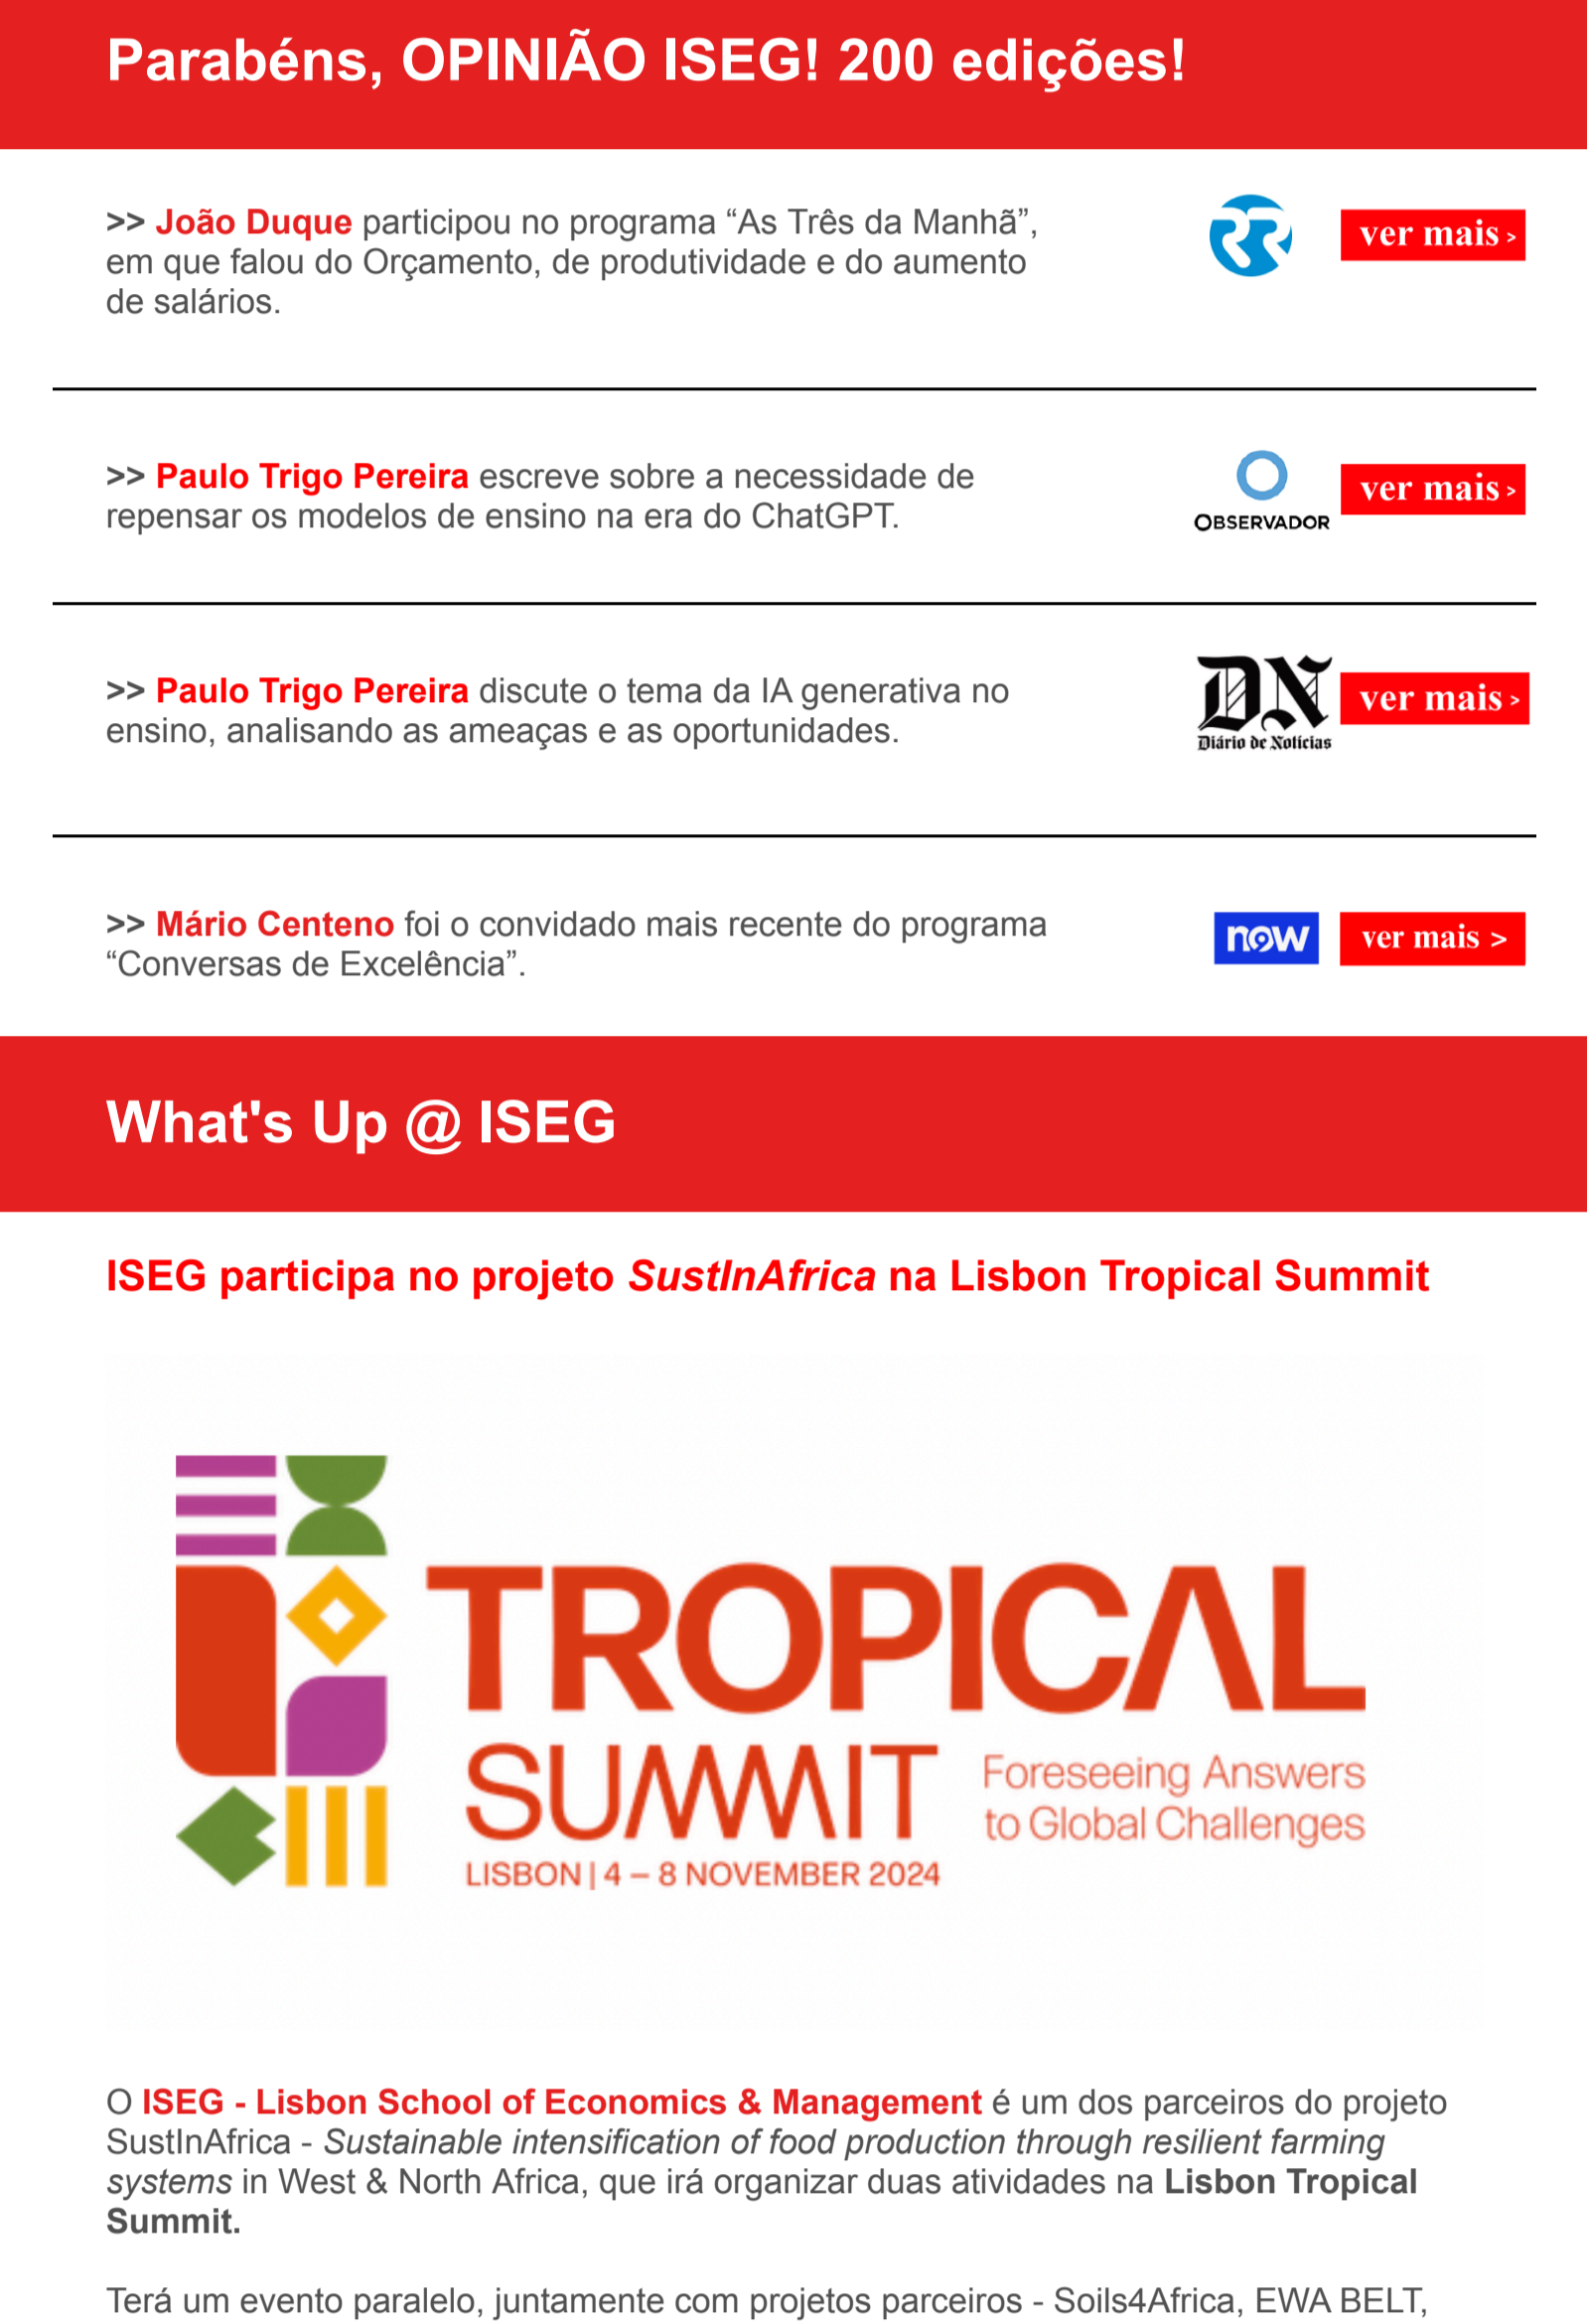 Parabéns, OPINIÃO ISEG! 200 edições!
>> João Duque participou no programa “As Três da Manhã”,
em que falou do Orçamento, de produtividade e do aumento
de salários.
ver mais >
>> Paulo Trigo Pereira escreve sobre a necessidade de
repensar os modelos de ensino na era do ChatGPT.
OBSERVADOR
ver mais >
>> Paulo Trigo Pereira discute o tema da IA generativa no
ensino, analisando as ameaças e as oportunidades.
DN
Diário de Notícias
ver mais >
>> Mário Centeno foi o convidado mais recente do programa
“Conversas de Excelência”.
now
ver mais >
What's Up @ ISEG
ISEG participa no projeto SustInAfrica na Lisbon Tropical Summit
TROPICAL
SUMMIT
Foreseeing Answers
to Global Challenges
LISBON | 4 – 8 NOVEMBER 2024
O ISEG - Lisbon School of Economics & Management é um dos parceiros do projeto
SustInAfrica - Sustainable intensification of food production through resilient farming
systems in West & North Africa, que irá organizar duas atividades na Lisbon Tropical
Summit.
Terá um evento paralelo, juntamente com projetos parceiros - Soils4Africa, EWA BELT,